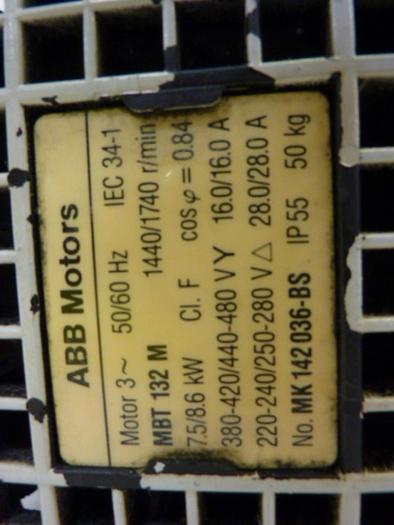 ABB Motors
Motor 3~ 50/60 Hz IEC 34-1
MBT 132 M 1440/1740 r/min
7.5/8.6 kW Cl. F cos φ = 0.84
380-420/440-480 V Y 16.0/16.0 A
220-240/250-280 V △ 28.0/28.0 A
No. MK 142 036-BS IP 55 50 kg